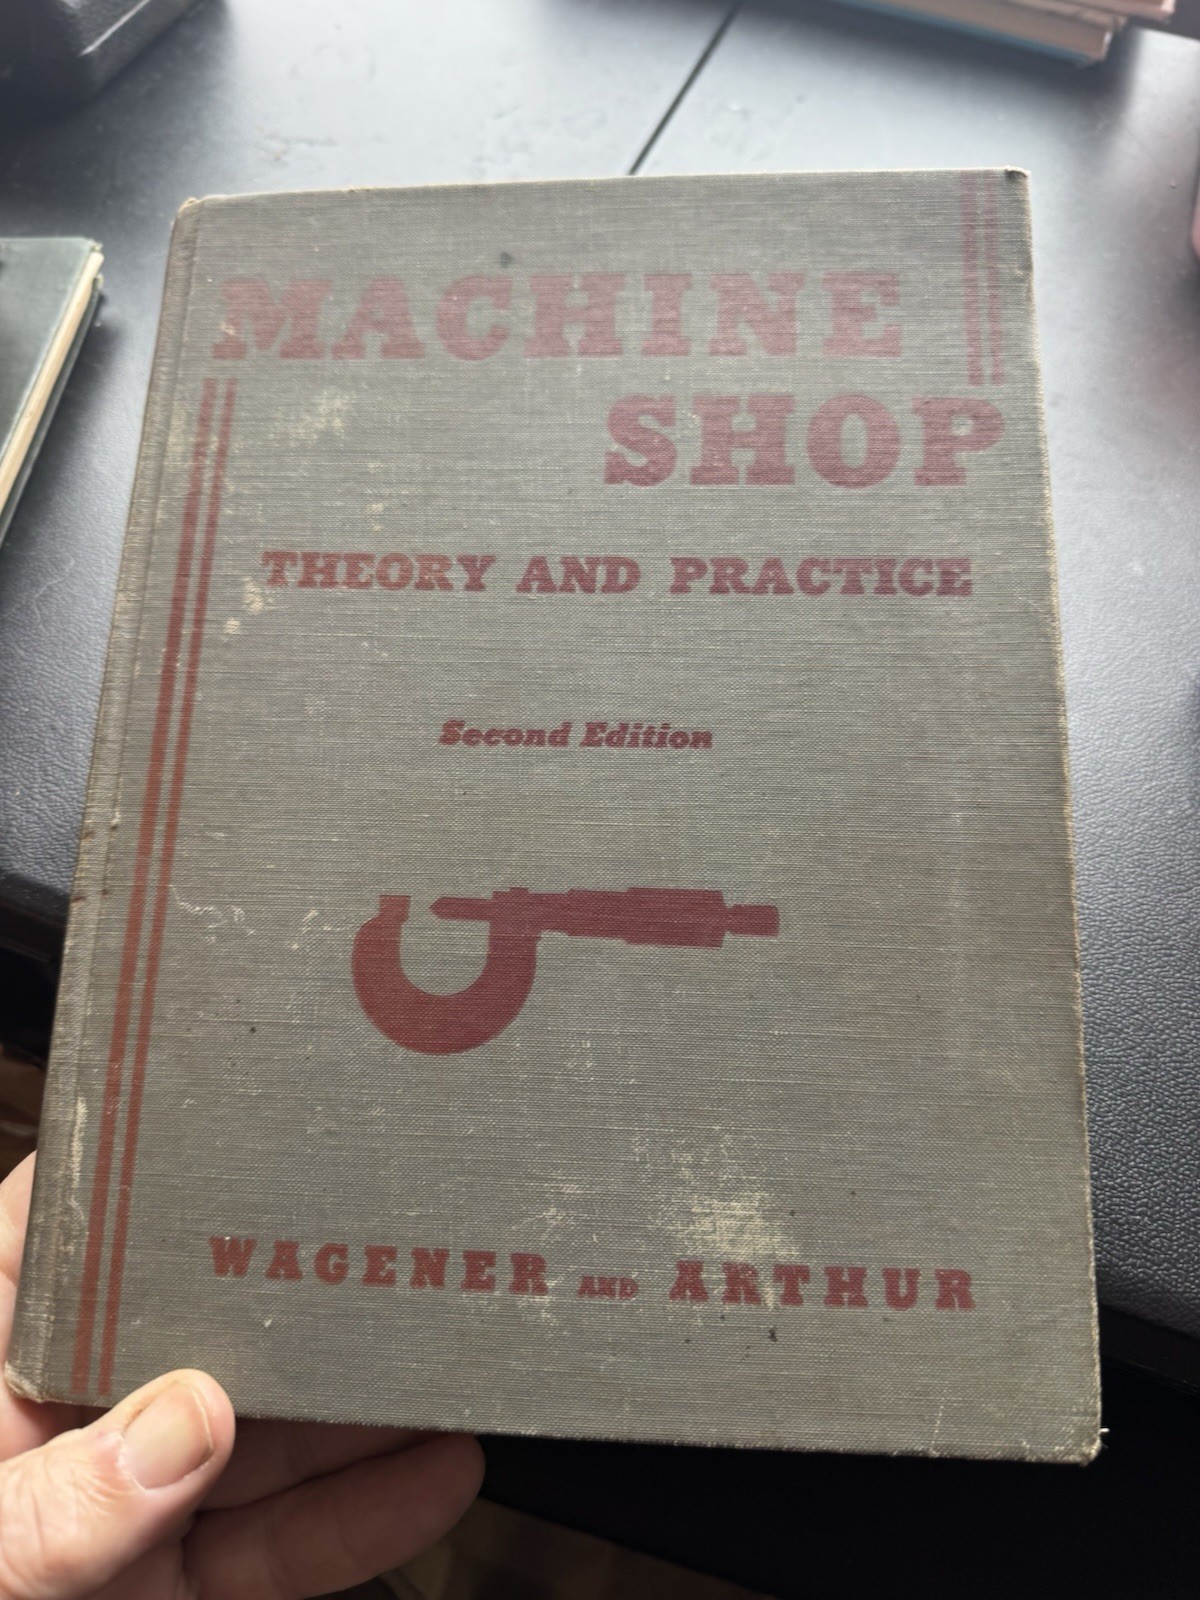 MACHINE
SHOP
THEORY AND PRACTICE
Second Edition
WAGENER AND ARTHUR